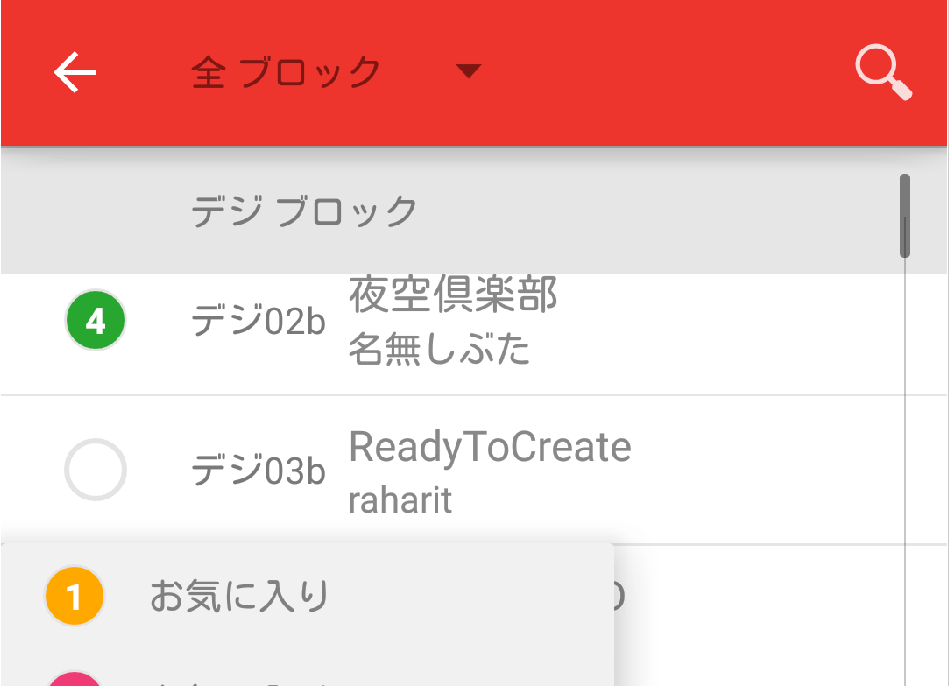 全 ブロック
デジ ブロック
4 デジ02b 夜空倶楽部
名無しぶた
デジ03b ReadyToCreate
raharit
1 お気に入り